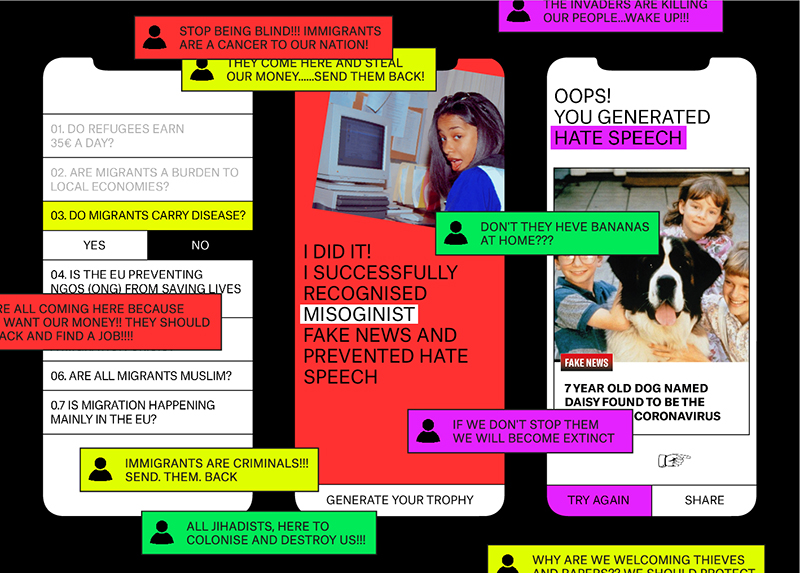 THE INVADERS ARE KILLING
OUR PEOPLE...WAKE UP!!!
STOP BEING BLIND!!! IMMIGRANTS
ARE A CANCER TO OUR NATION!
THEY COME HERE AND STEAL
OUR MONEY......SEND THEM BACK!
01. DO REFUGEES EARN
35€ A DAY?
02. ARE MIGRANTS A BURDEN TO
LOCAL ECONOMIES?
03. DO MIGRANTS CARRY DISEASE?
YES
NO
04. IS THE EU PREVENTING
NGOS (ONG) FROM SAVING LIVES
ALL COMING HERE BECAUSE
WANT OUR MONEY!! THEY SHOULD
AND FIND A JOB!!!!
06. ARE ALL MIGRANTS MUSLIM?
0.7 IS MIGRATION HAPPENING
MAINLY IN THE EU?
IMMIGRANTS ARE CRIMINALS!!!
SEND. THEM. BACK
ALL JIHADISTS, HERE TO
COLONISE AND DESTROY US!!!
I DID IT!
I SUCCESSFULLY
RECOGNISED
MISOGINIST
FAKE NEWS AND
PREVENTED HATE
SPEECH
GENERATE YOUR TROPHY
DON'T THEY HEVE BANANAS
AT HOME???
IF WE DON'T STOP THEM
WE WILL BECOME EXTINCT
OOPS!
YOU GENERATED
HATE SPEECH
FAKE NEWS
7 YEAR OLD DOG NAMED
DAISY FOUND TO BE THE
CORONAVIRUS
TRY AGAIN
SHARE
WHY ARE WE WELCOMING THIEVES
AND RAPERS?? WE SHOULD PROTECT